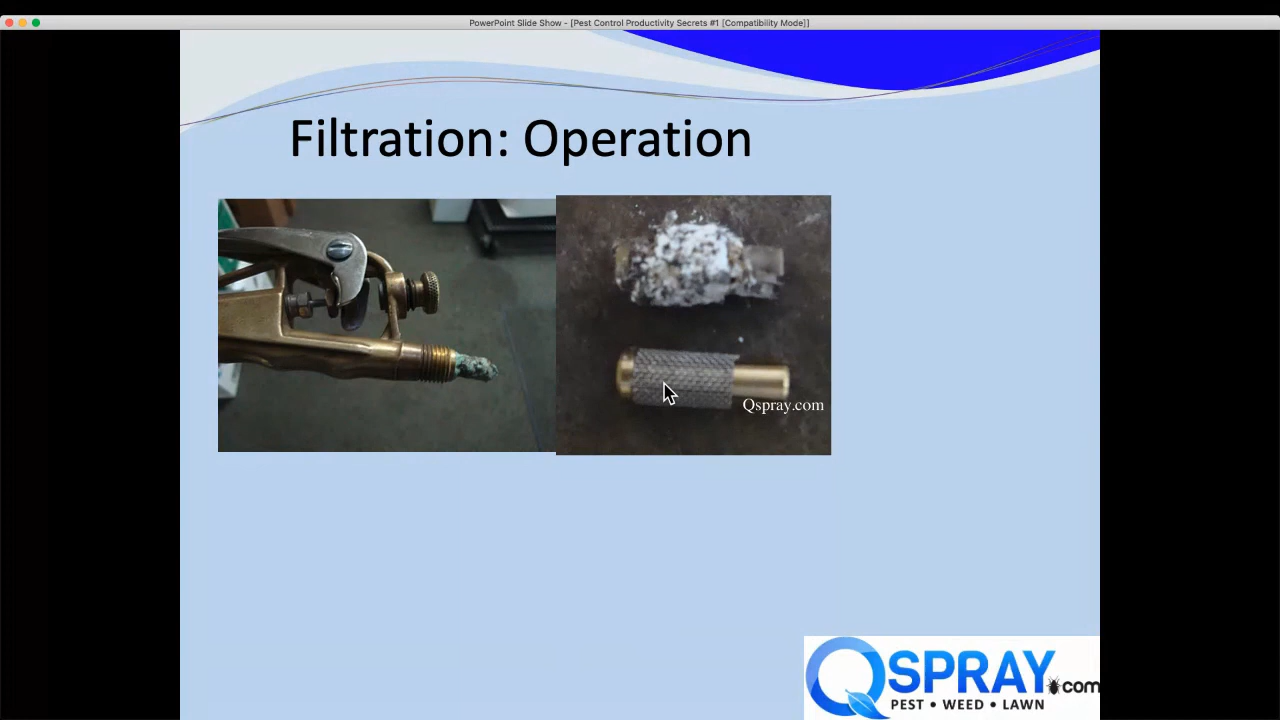 PowerPoint Slide Show - [Pest Control Productivity Secrets #1 [Compatibility Mode]]
Filtration: Operation
Qspray.com
QSPRAY.com
PEST • WEED • LAWN